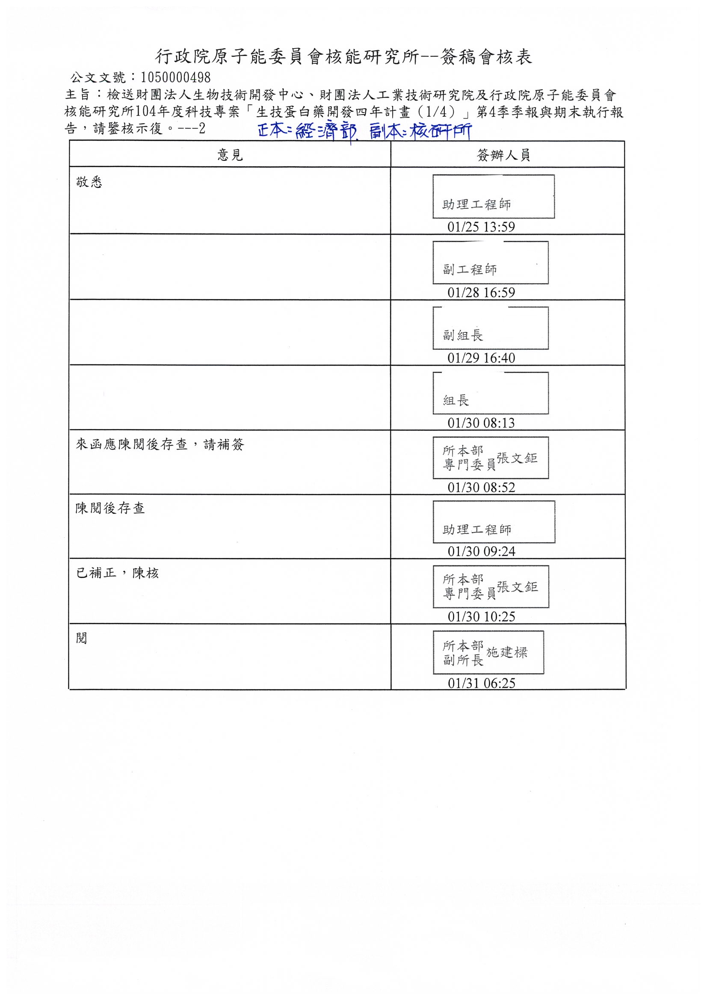 行政院原子能委員會核能研究所--簽稿會核表
公文文號：1050000498
主旨：檢送財團法人生物技術開發中心、財團法人工業技術研究院及行政院原子能委員會
核能研究所104年度科技專案「生技蛋白藥開發四年計畫（1/4）」第4季季報與期末執行報
告，請鑒核示復。---2
正本：經濟部. 副本：核研所
意見
簽辦人員
敬悉
助理工程師
01/25 13:59
副工程師
01/28 16:59
副組長
01/29 16:40
組長
01/30 08:13
來函應陳閱後存查，請補簽
所本部
專門委員張文鉅
01/30 08:52
陳閱後存查
助理工程師
01/30 09:24
已補正，陳核
所本部
專門委員張文鉅
01/30 10:25
閱
所本部
副所長施建樑
01/31 06:25